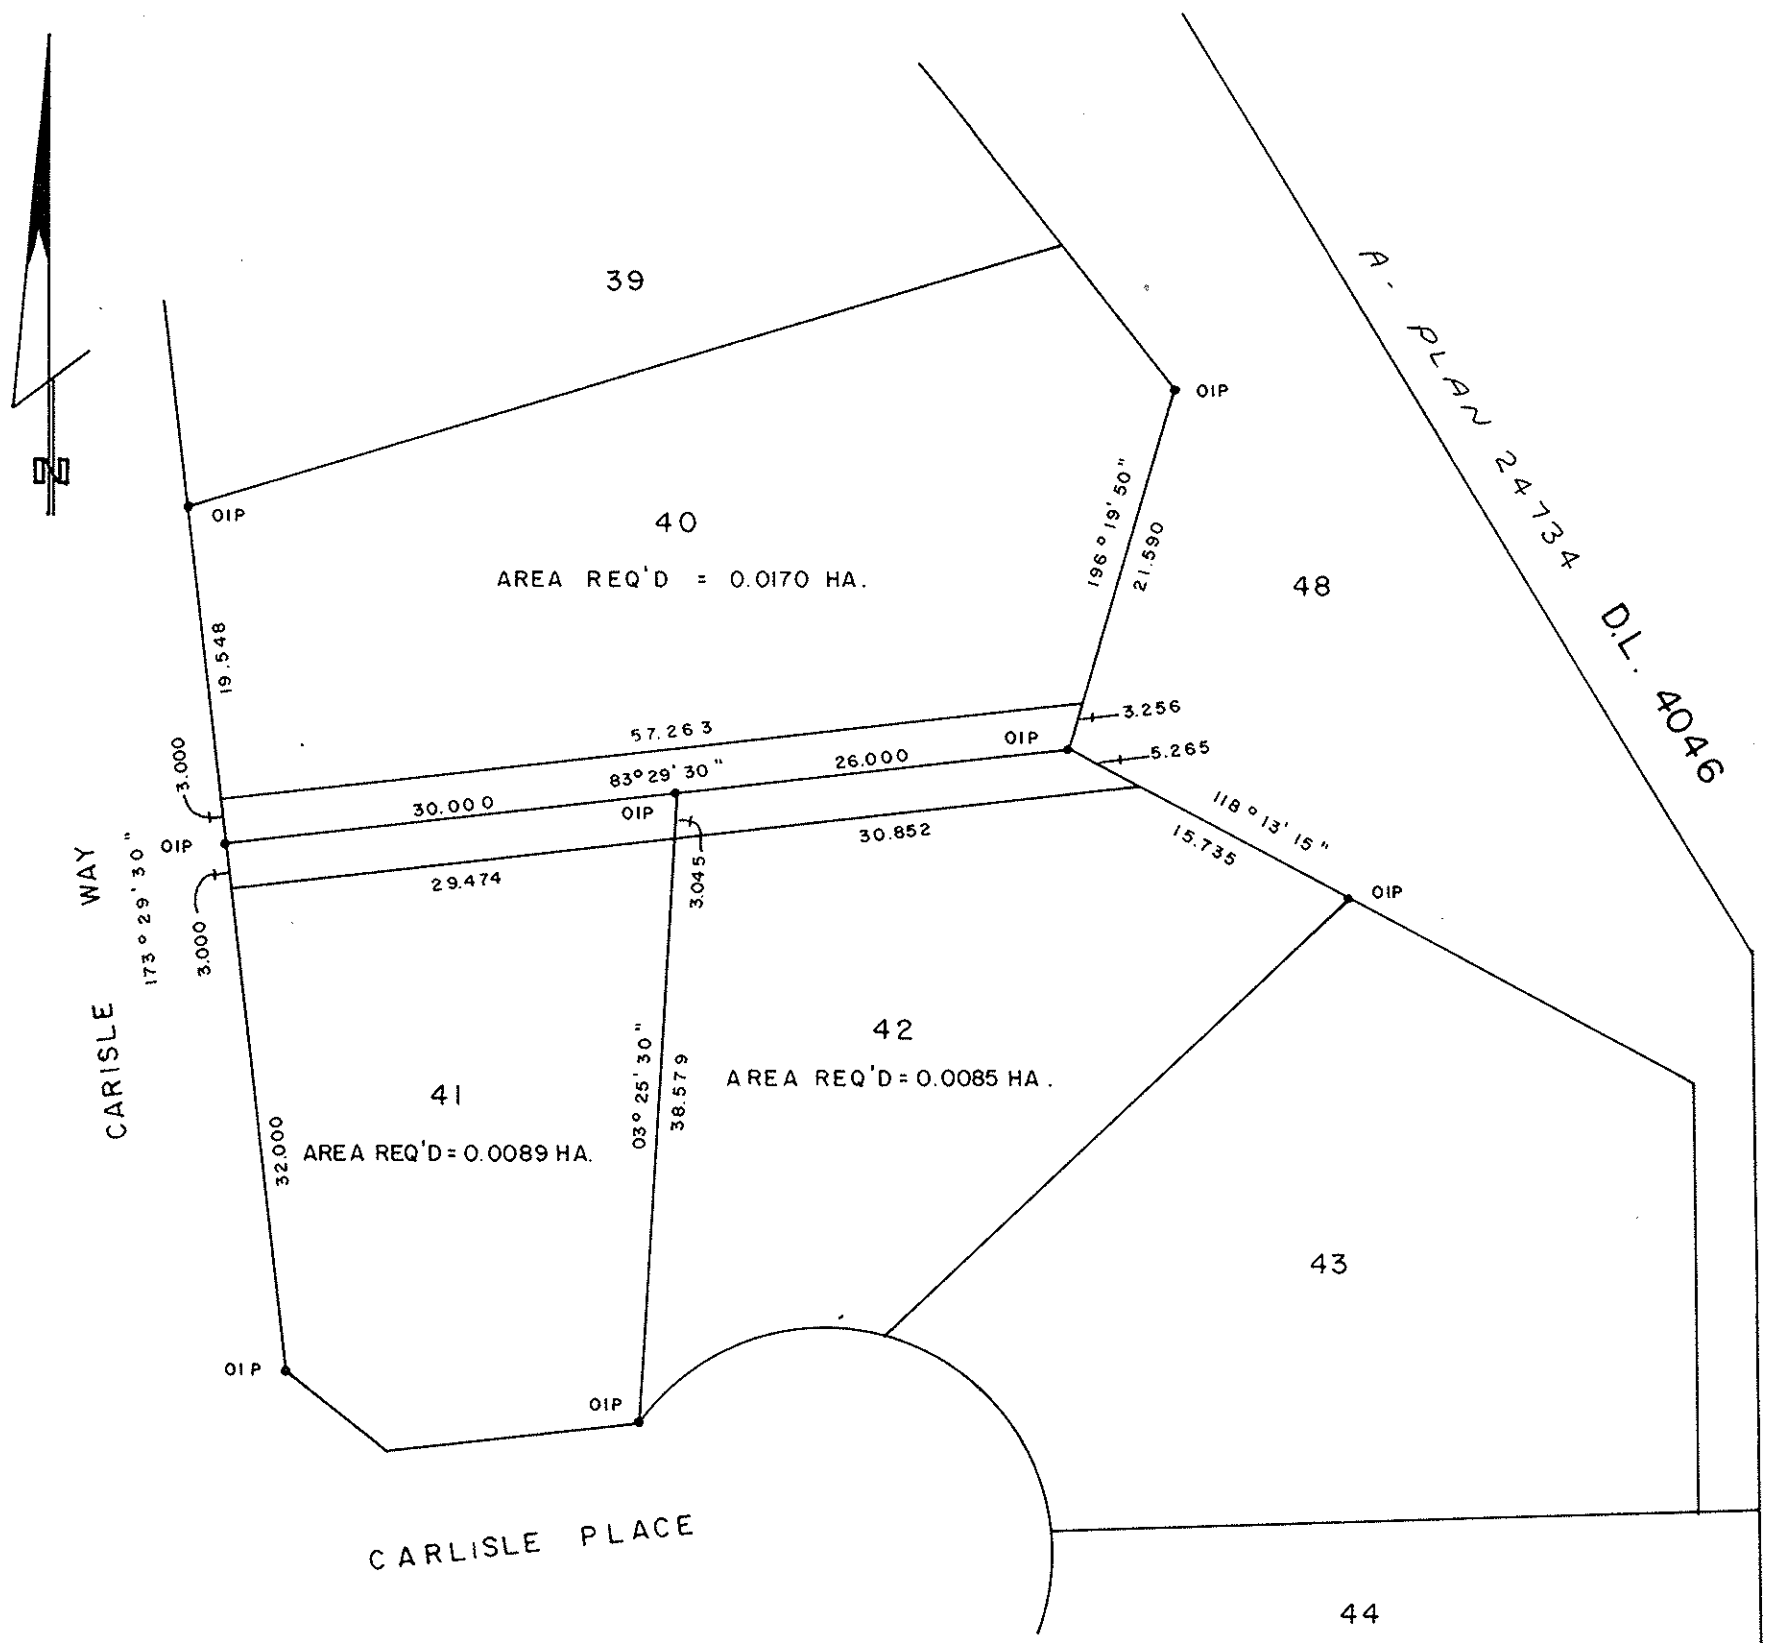 N
39
A- PLAN 24734
D.L. 4046
OIP
OIP
40
AREA REQ'D = 0.0170 HA.
196° 19' 50"
21.590
48
19.548
57.263
3.256
3.000
83° 29' 30"
26.000
OIP
5.265
30.000
OIP
OIP
118° 13' 15"
15.735
30.852
29.474
3.045
3.000
OIP
CARISLE WAY
173° 29' 30"
42
AREA REQ'D = 0.0085 HA.
03° 25' 30"
38.579
41
AREA REQ'D = 0.0089 HA.
32.000
43
OIP
OIP
CARLISLE PLACE
44